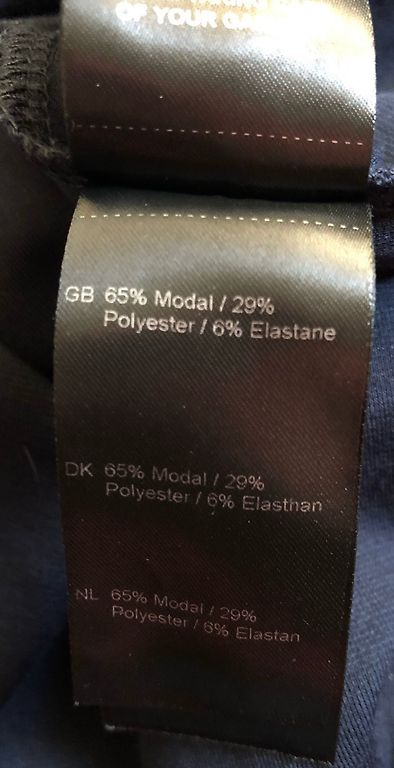 OF YOUR
GB 65% Modal / 29%
Polyester / 6% Elastane
DK 65% Modal / 29%
Polyester / 6% Elasthan
NL 65% Modal / 29%
Polyester / 6% Elastan